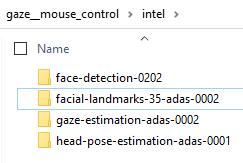 gaze__mouse_control > intel >
Name
face-detection-0202
facial-landmarks-35-adas-0002
gaze-estimation-adas-0002
head-pose-estimation-adas-0001